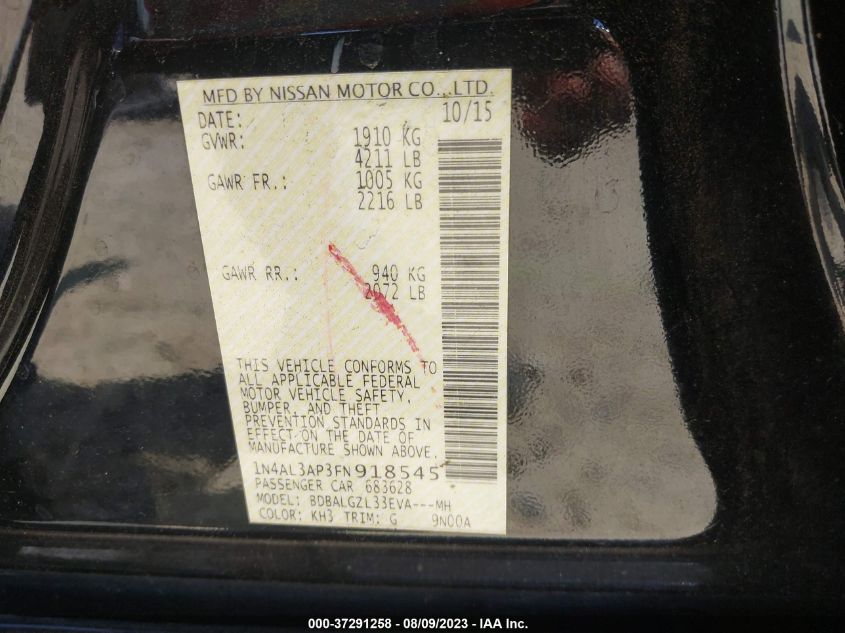 MFD BY NISSAN MOTOR CO., LTD.
DATE: 10/15
GVWR: 1910 KG
4211 LB
GAWR FR.: 1005 KG
2216 LB
GAWR RR.: 940 KG
2072 LB
THIS VEHICLE CONFORMS TO
ALL APPLICABLE FEDERAL
MOTOR VEHICLE SAFETY,
BUMPER, AND THEFT
PREVENTION STANDARDS IN
EFFECT ON THE DATE OF
MANUFACTURE SHOWN ABOVE.
1N4AL3AP3FN918545
PASSENGER CAR 683628
MODEL: BDBALGZL33EVA---MH
COLOR: KH3 TRIM: G 9N00A
000-37291258 - 08/09/2023 - IAA Inc.